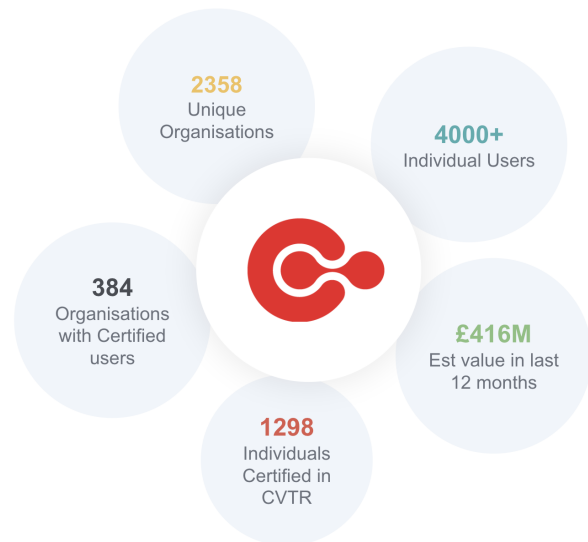 2358
Unique
Organisations
4000+
Individual Users
384
Organisations
with Certified
users
£416M
Est value in last
12 months
1298
Individuals
Certified in
CVTR